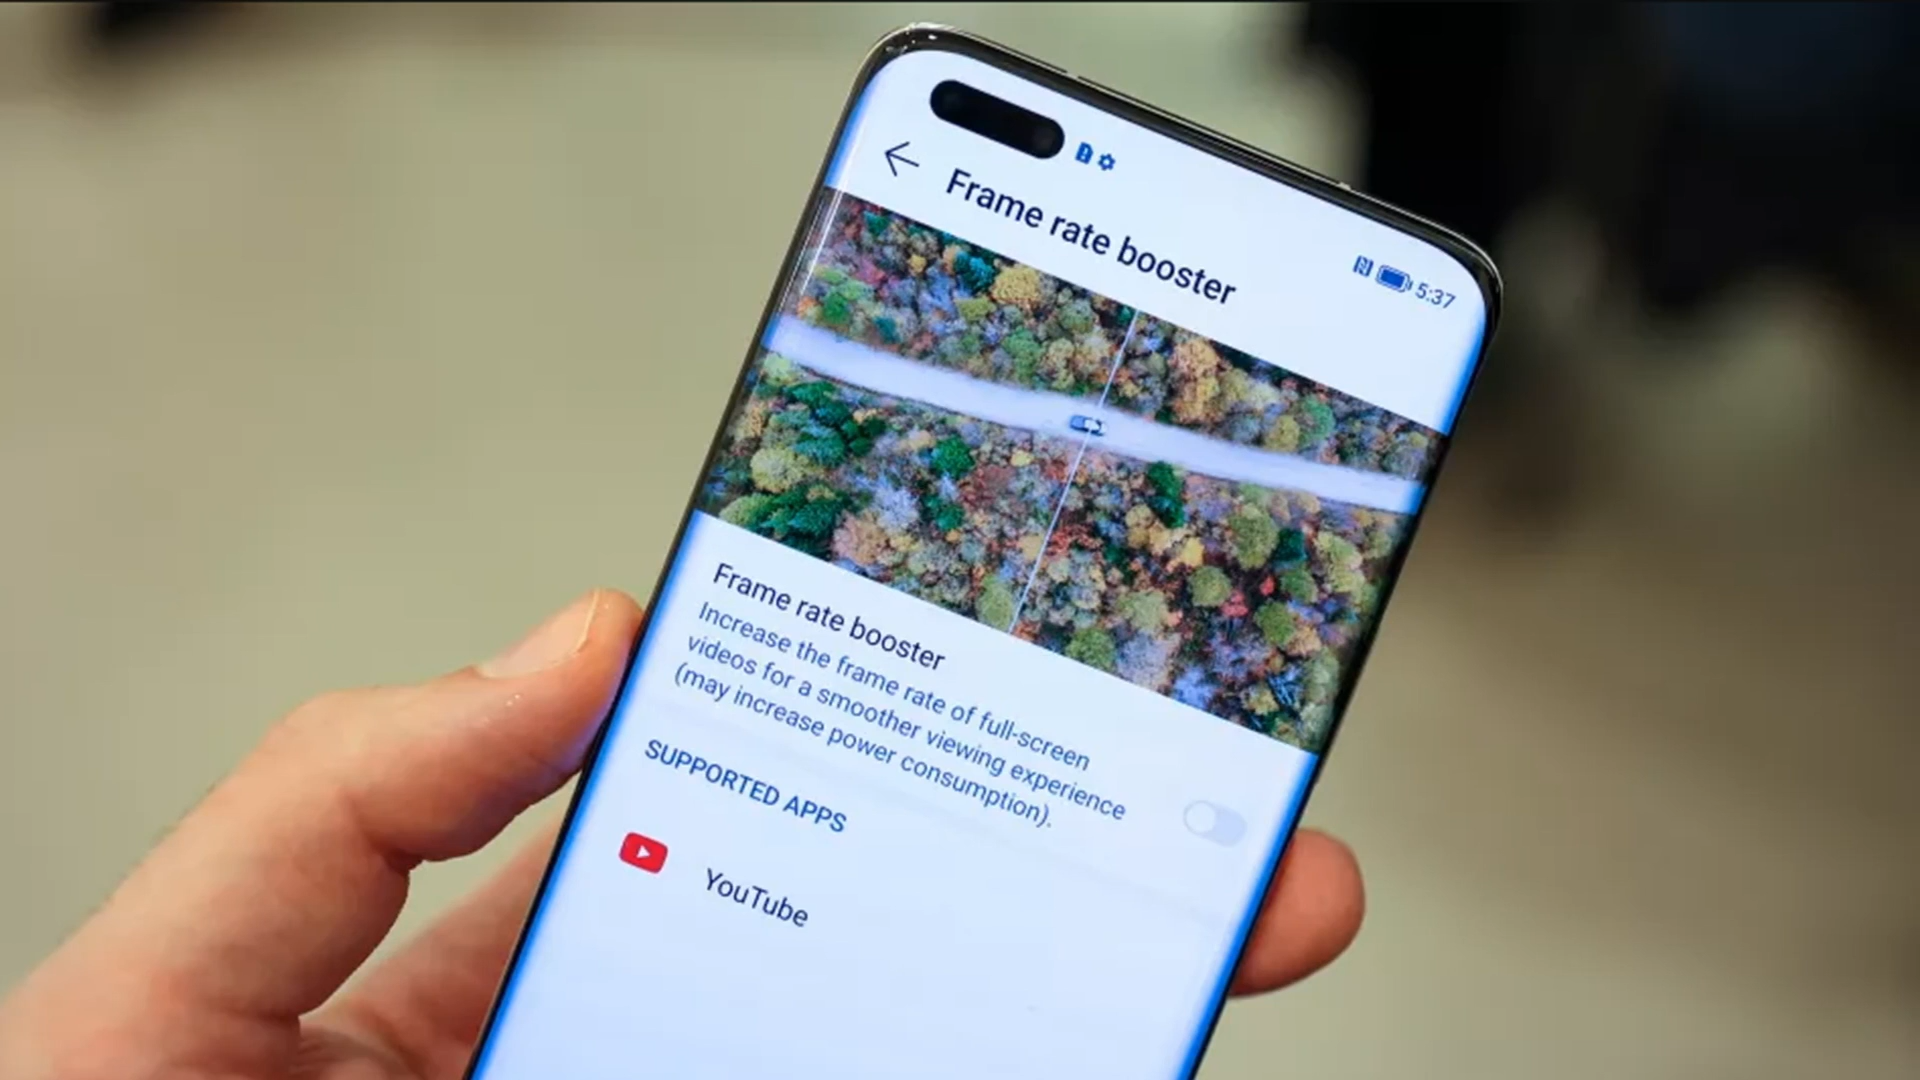 5:37
Frame rate booster
Frame rate booster
Increase the frame rate of full-screen
videos for a smoother viewing experience
(may increase power consumption).
SUPPORTED APPS
YouTube